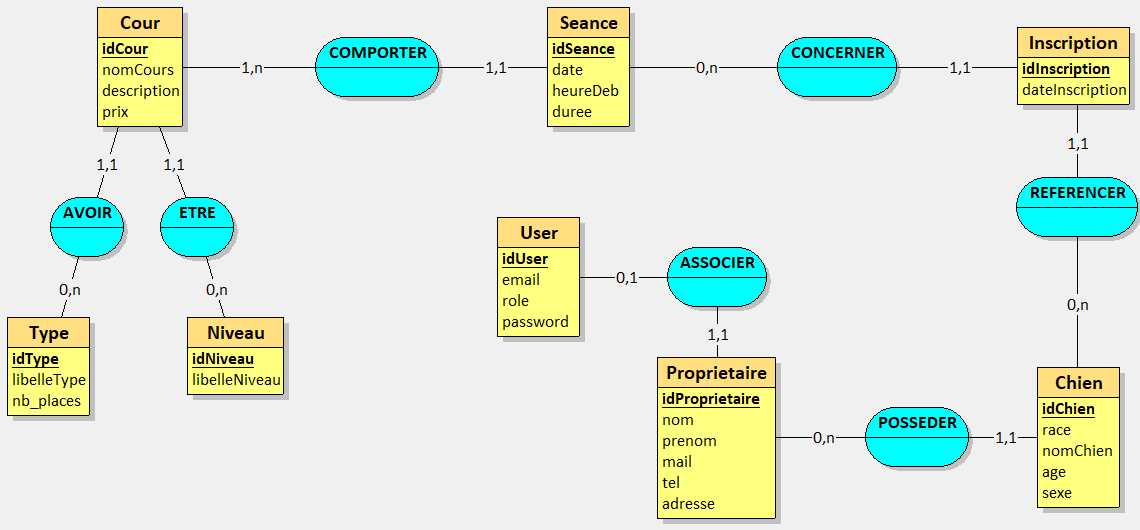 Cour
idCour
nomCours
description
prix
1,n
COMPORTER
1,1
Seance
idSeance
date
heureDeb
duree
0,n
CONCERNER
1,1
Inscription
idInscription
dateInscription
1,1
1,1
1,1
AVOIR
ETRE
REFERENCER
0,n
0,n
0,n
Type
idType
libelleType
nb_places
Niveau
idNiveau
libelleNiveau
User
idUser
email
role
password
0,1
ASSOCIER
1,1
Proprietaire
idProprietaire
nom
prenom
mail
tel
adresse
0,n
POSSEDER
1,1
Chien
idChien
race
nomChien
age
sexe